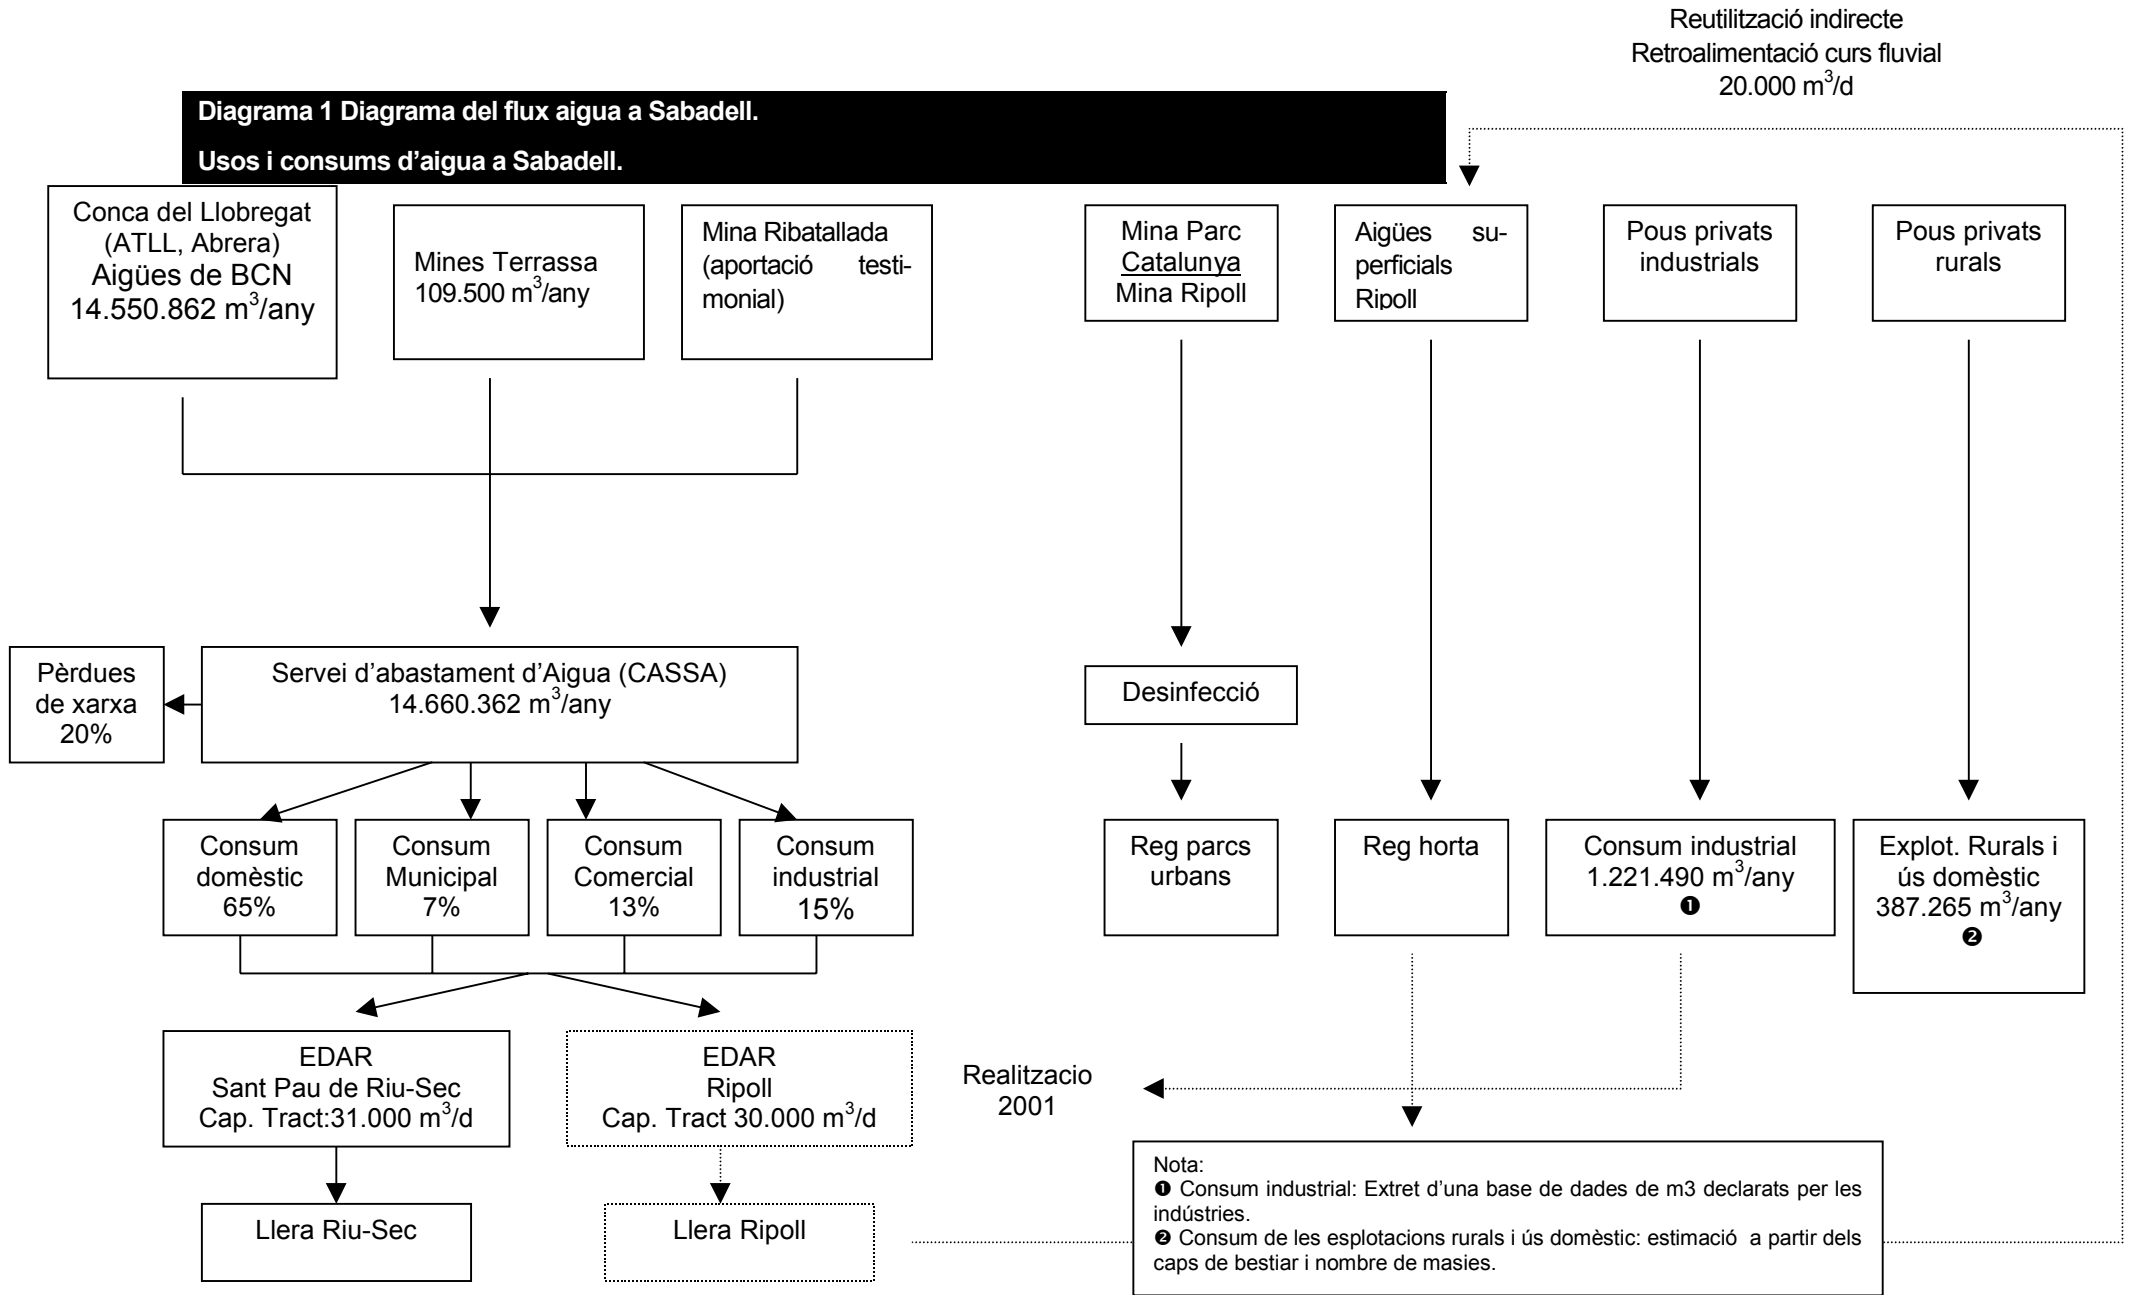 Reutilització indirecte
Retroalimentació curs fluvial
20.000 m³/d
Diagrama 1 Diagrama del flux aigua a Sabadell.
Usos i consums d’aigua a Sabadell.
Conca del Llobregat
(ATLL, Abrera)
Aigües de BCN
14.550.862 m³/any
Mines Terrassa
109.500 m³/any
Mina Ribatallada
(aportació testi-
monial)
Mina Parc
Catalunya
Mina Ripoll
Aigües su-
perficials
Ripoll
Pous privats
industrials
Pous privats
rurals
Pèrdues
de xarxa
20%
Servei d’abastament d’Aigua (CASSA)
14.660.362 m³/any
Desinfecció
Consum
domèstic
65%
Consum
Municipal
7%
Consum
Comercial
13%
Consum
industrial
15%
Reg parcs
urbans
Reg horta
Consum industrial
1.221.490 m³/any
❶
Explot. Rurals i
ús domèstic
387.265 m³/any
❷
EDAR
Sant Pau de Riu-Sec
Cap. Tract:31.000 m³/d
EDAR
Ripoll
Cap. Tract 30.000 m³/d
Realitzacio
2001
Llera Riu-Sec
Llera Ripoll
Nota:
❶ Consum industrial: Extret d’una base de dades de m3 declarats per les
indústries.
❷ Consum de les esplotacions rurals i ús domèstic: estimació a partir dels
caps de bestiar i nombre de masies.